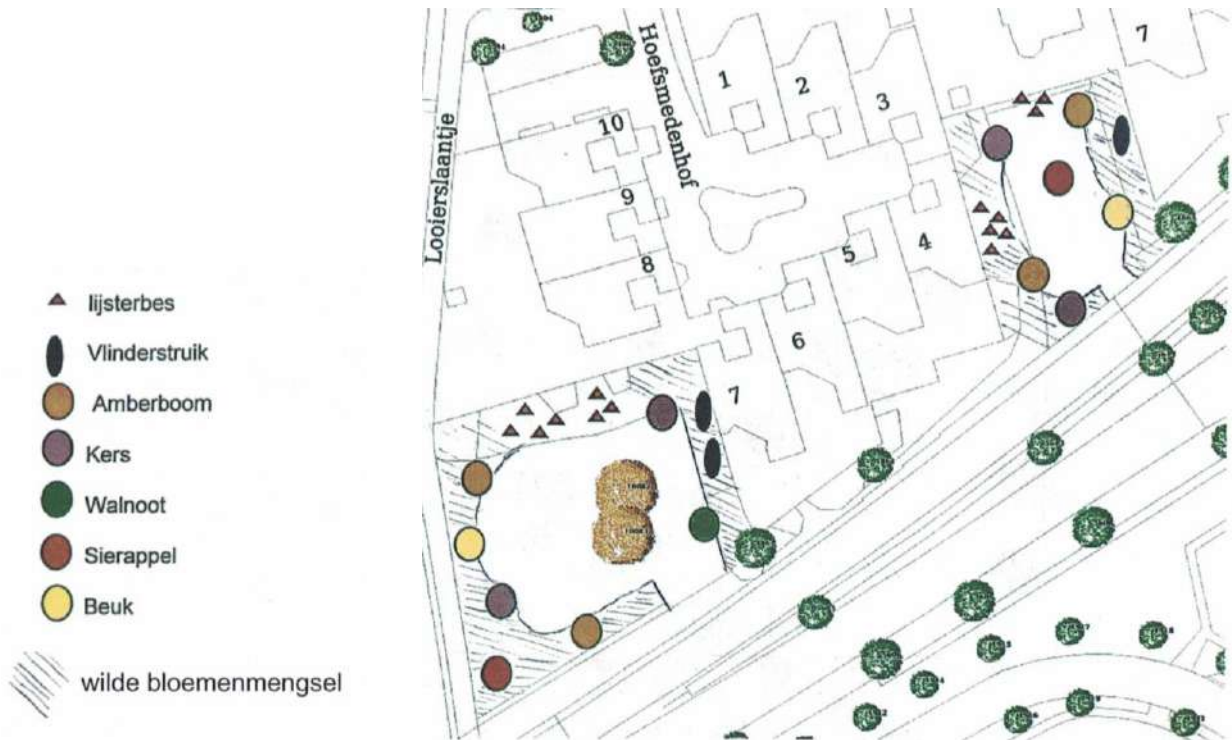 lijsterbes
Vlinderstruik
Amberboom
Kers
Walnoot
Sierappel
Beuk
wilde bloemenmengsel
Looierslaantje
Hoefsmedenhof
1
2
3
7
10
9
8
5
4
6
7